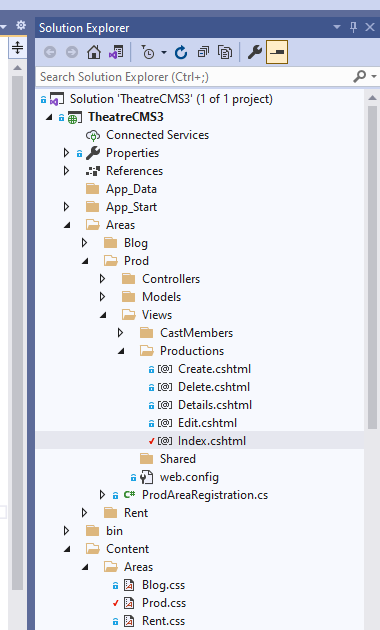 Solution Explorer
Search Solution Explorer (Ctrl+;)
Solution 'TheatreCMS3' (1 of 1 project)
TheatreCMS3
Connected Services
Properties
References
App_Data
App_Start
Areas
Blog
Prod
Controllers
Models
Views
CastMembers
Productions
[@] Create.cshtml
[@] Delete.cshtml
[@] Details.cshtml
[@] Edit.cshtml
[@] Index.cshtml
Shared
web.config
C# ProdAreaRegistration.cs
Rent
bin
Content
Areas
Blog.css
Prod.css
Rent.css